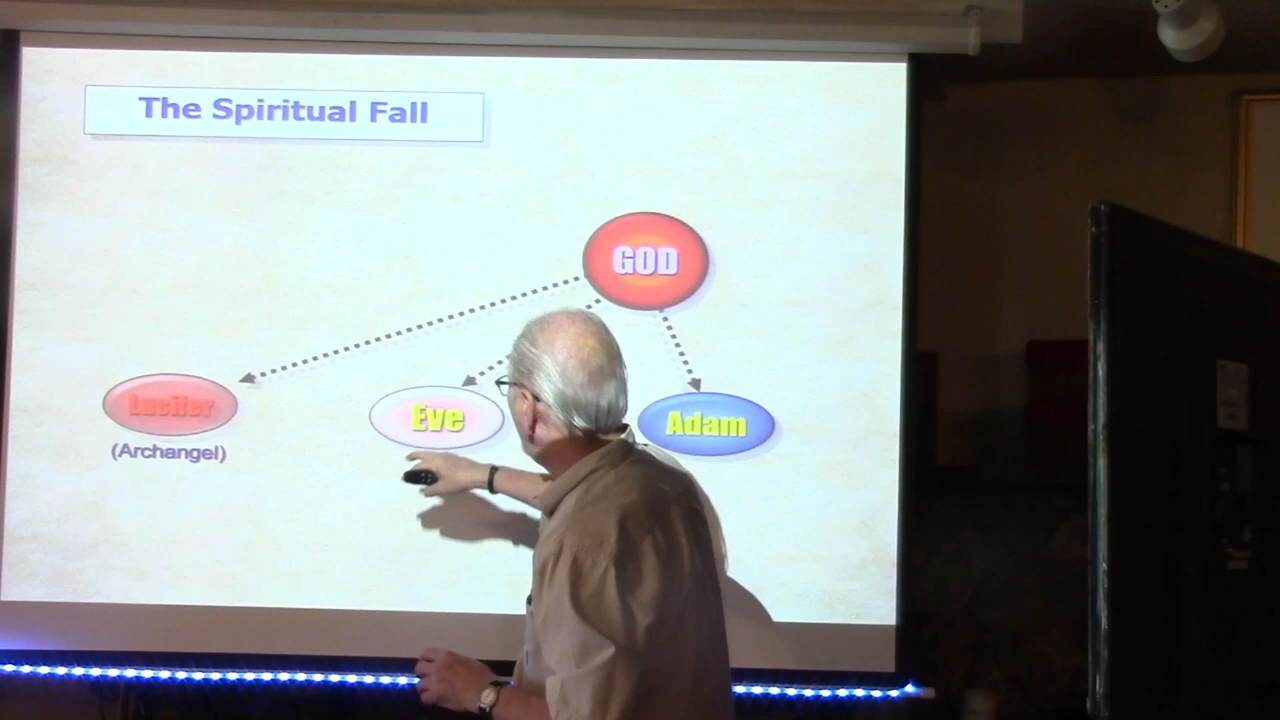 The Spiritual Fall
GOD
Lucifer
Eve
Adam
(Archangel)